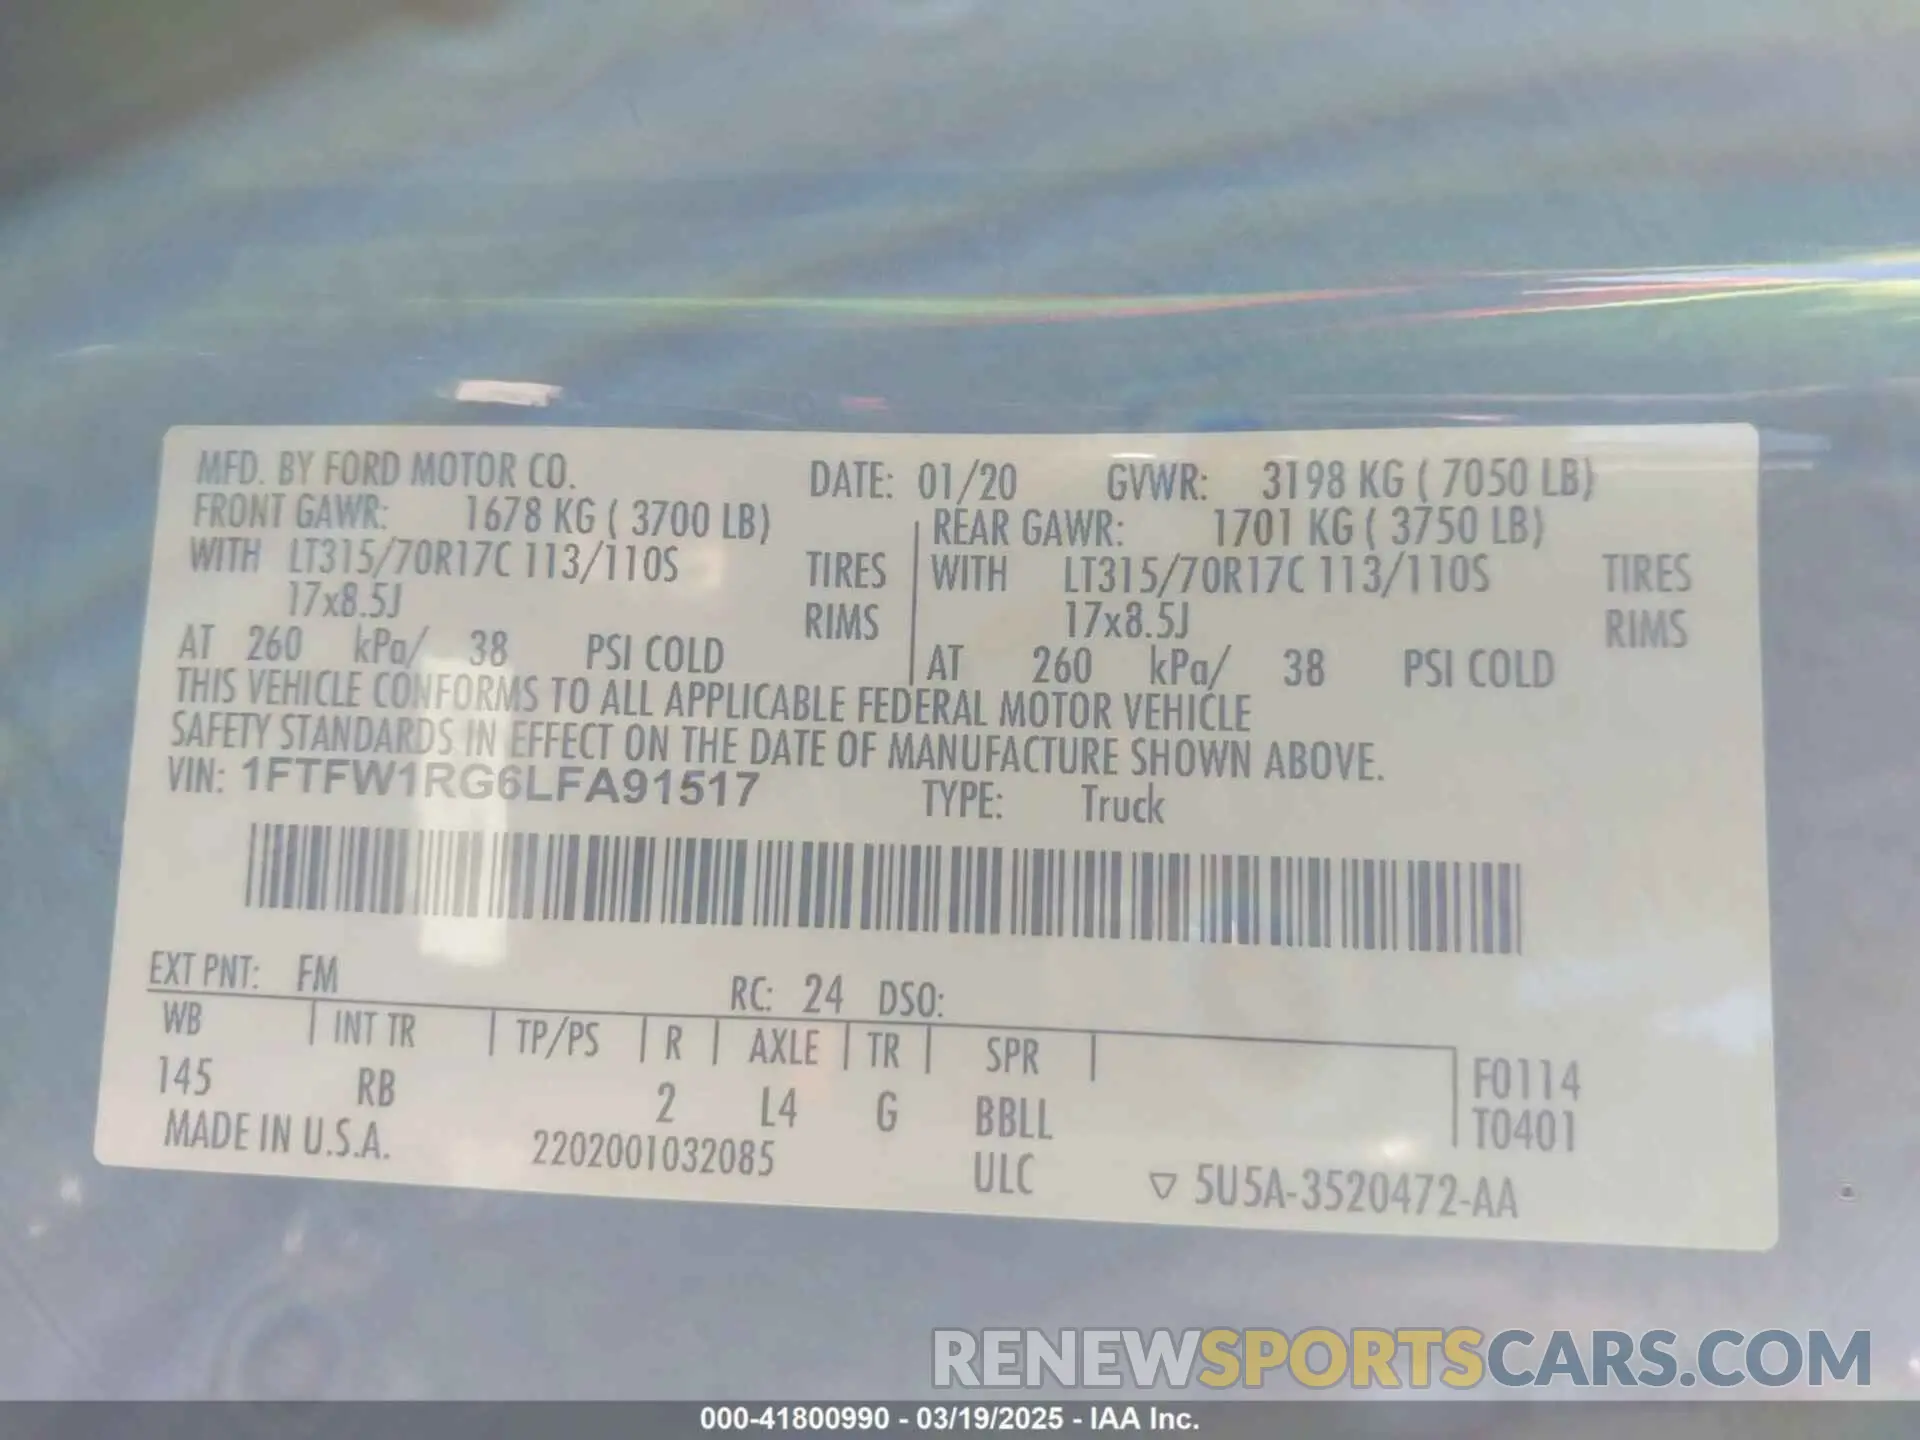 MFD. BY FORD MOTOR CO. DATE: 01/20 GVWR: 3198 KG ( 7050 LB)
FRONT GAWR: 1678 KG ( 3700 LB) REAR GAWR: 1701 KG ( 3750 LB)
WITH LT315/70R17C 113/110S TIRES WITH LT315/70R17C 113/110S TIRES
17x8.5J RIMS 17x8.5J RIMS
AT 260 kPa/ 38 PSI COLD AT 260 kPa/ 38 PSI COLD
THIS VEHICLE CONFORMS TO ALL APPLICABLE FEDERAL MOTOR VEHICLE
SAFETY STANDARDS IN EFFECT ON THE DATE OF MANUFACTURE SHOWN ABOVE.
VIN: 1FTFW1RG6LFA91517 TYPE: Truck
EXT PNT: FM RC: 24 DSO:
WB INT TR TP/PS R AXLE TR SPR F0114
145 RB 2 L4 G BBLL T0401
MADE IN U.S.A. 2202001032085 ULC ▽ 5U5A-3520472-AA
RENEWSPORTSCARS.COM
000-41800990 - 03/19/2025 - IAA Inc.